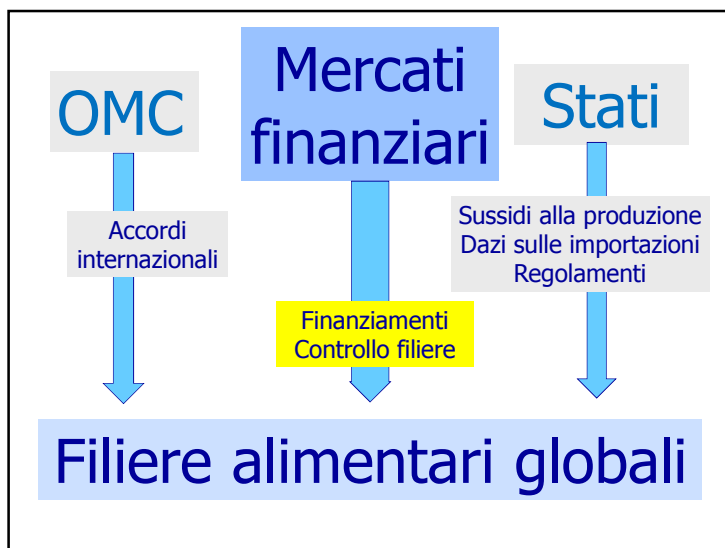 OMC
Mercati
finanziari
Stati
Accordi
internazionali
Finanziamenti
Controllo filiere
Sussidi alla produzione
Dazi sulle importazioni
Regolamenti
Filiere alimentari globali